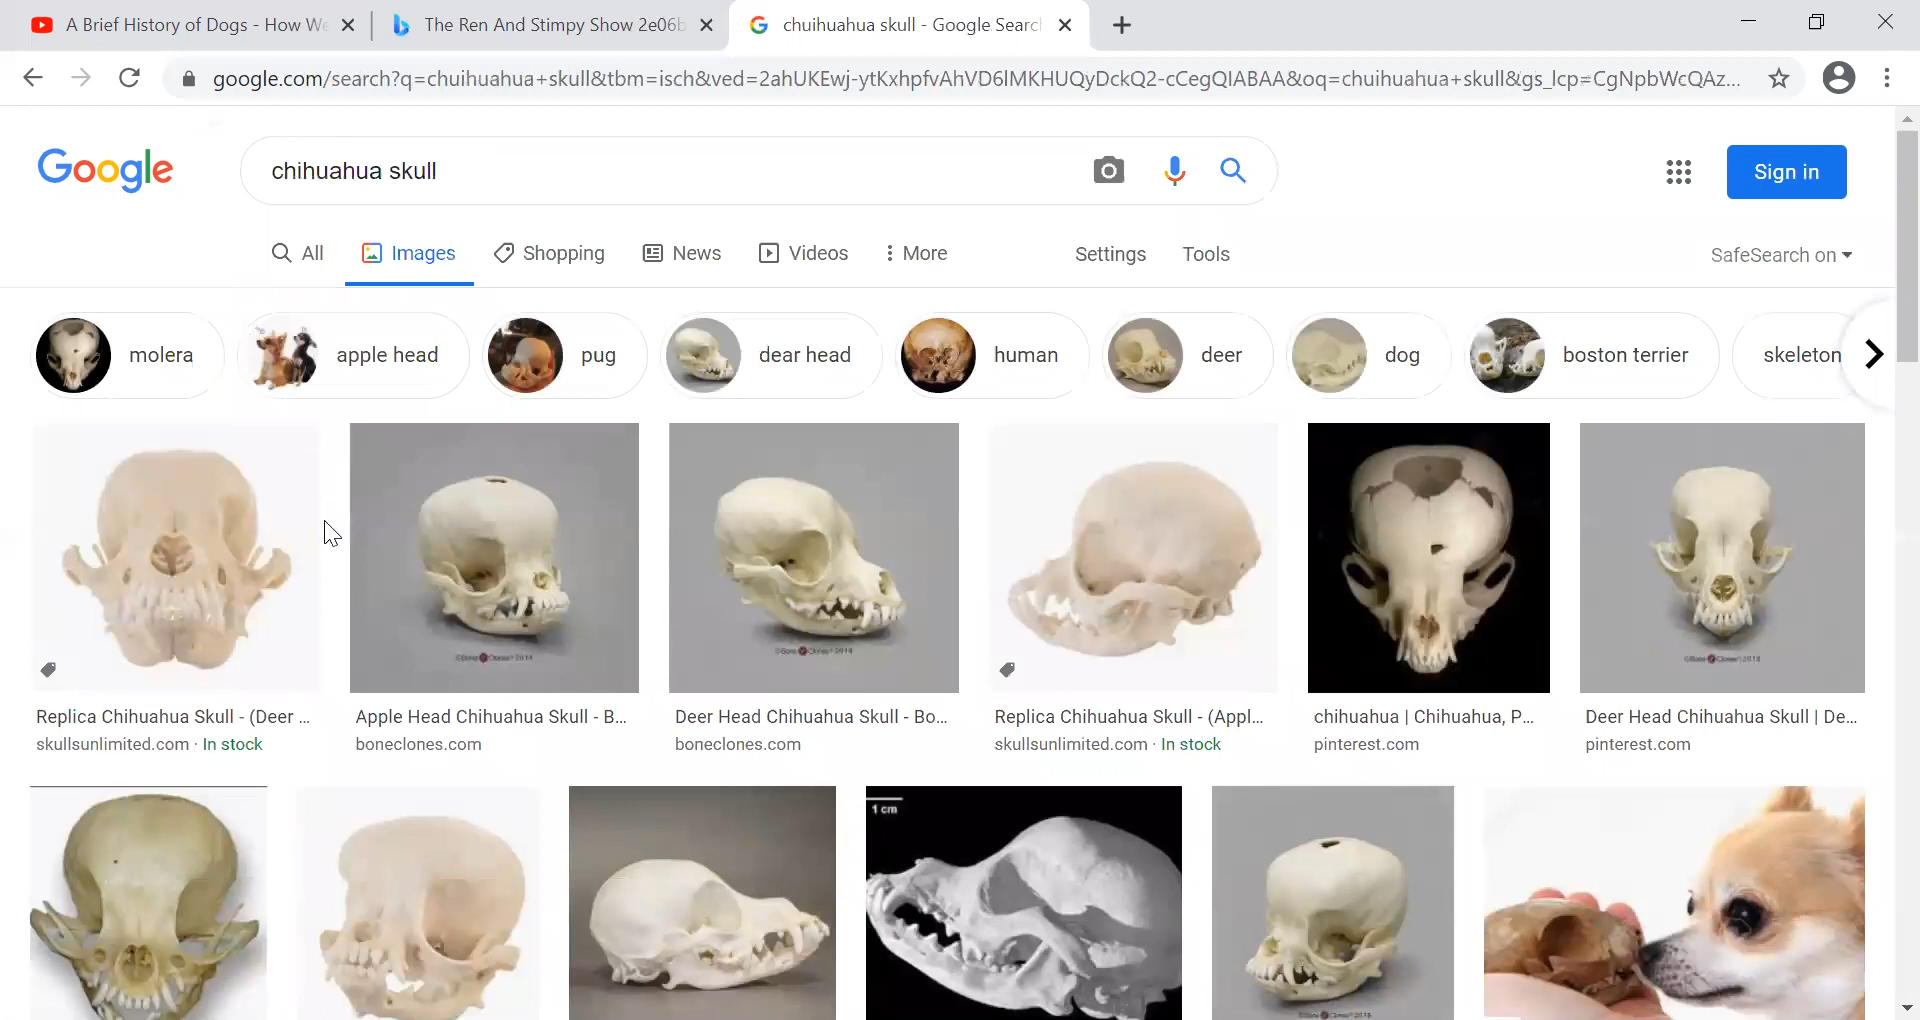 A Brief History of Dogs - How We
The Ren And Stimpy Show 2e06b
chuihuahua skull - Google Search
google.com/search?q=chuihuahua+skull&tbm=isch&ved=2ahUKEwj-ytKxhpfvAhVD6lMKHUQyDckQ2-cCegQIABAA&oq=chuihuahua+skull&gs_lcp=CgNpbWcQAz...
Google
chihuahua skull
Sign in
All
Images
Shopping
News
Videos
More
Settings
Tools
SafeSearch on
molera
apple head
pug
dear head
human
deer
dog
boston terrier
skeleton
Replica Chihuahua Skull - (Deer ...
skullsunlimited.com · In stock
Apple Head Chihuahua Skull - B...
boneclones.com
Deer Head Chihuahua Skull - Bo...
boneclones.com
Replica Chihuahua Skull - (Appl...
skullsunlimited.com · In stock
chihuahua | Chihuahua, P...
pinterest.com
Deer Head Chihuahua Skull | De...
pinterest.com
1 cm